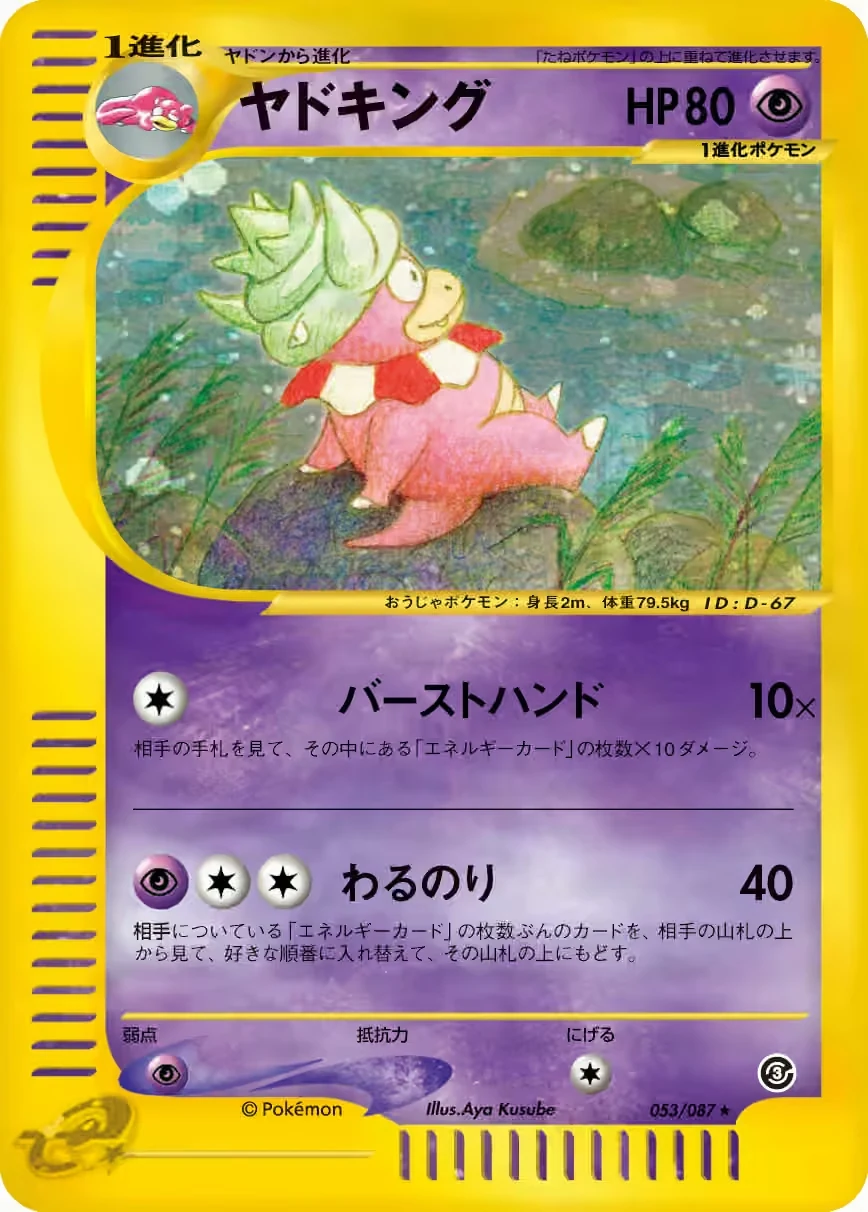 1進化
ヤドンから進化
「たねポケモン」の上に重ねて進化させます。
ヤドキング
HP80
1進化ポケモン
おうじゃポケモン：身長2m、体重79.5kg ID:D-67
バーストハンド 10×
相手の手札を見て、その中にある「エネルギーカード」の枚数×10ダメージ。
わるのり 40
相手についている「エネルギーカード」の枚数ぶんのカードを、相手の山札の上
から見て、好きな順番に入れ替えて、その山札の上にもどす。
弱点 抵抗力 にげる
3
©Pokémon Illus.Aya Kusube 053/087★